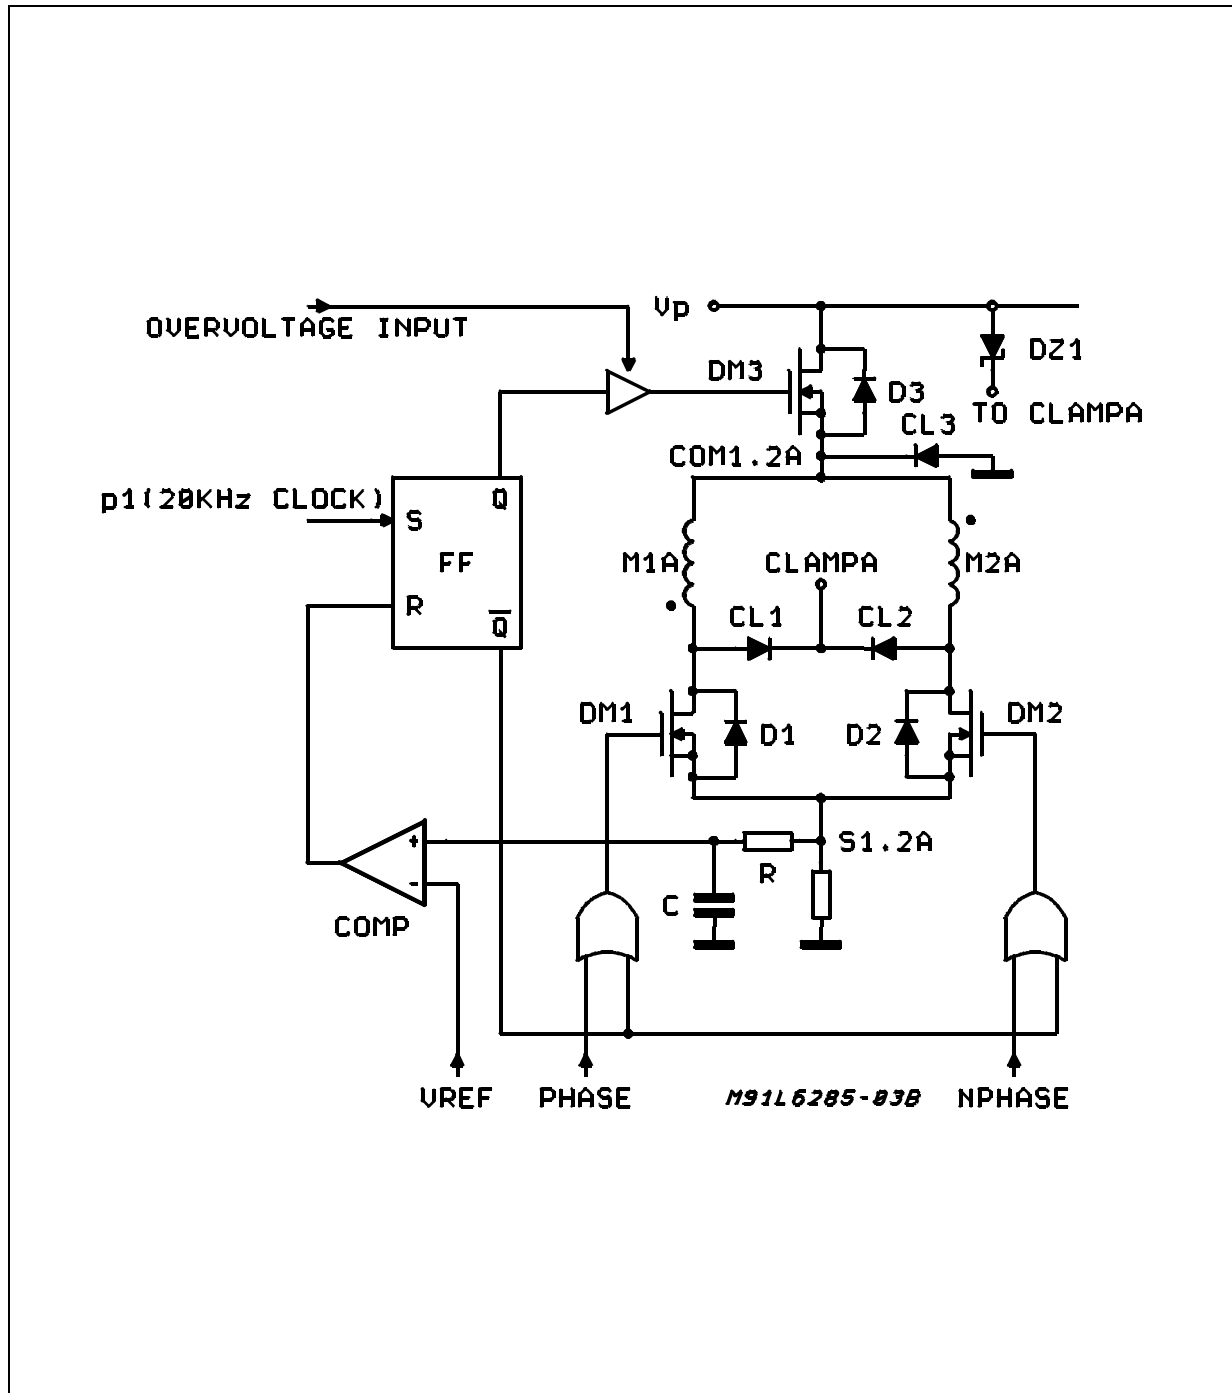 Vp
OVERVOLTAGE INPUT
DM3
DZ1
D3
TO CLAMPA
CL3
COM1.2A
p1(20KHz CLOCK)
Q
S
FF
M1A
CLAMPA
M2A
R
Q
CL1
CL2
DM1
D1
D2
DM2
+
S1.2A
R
-
C
COMP
VREF
PHASE
M91L6285-03B
NPHASE